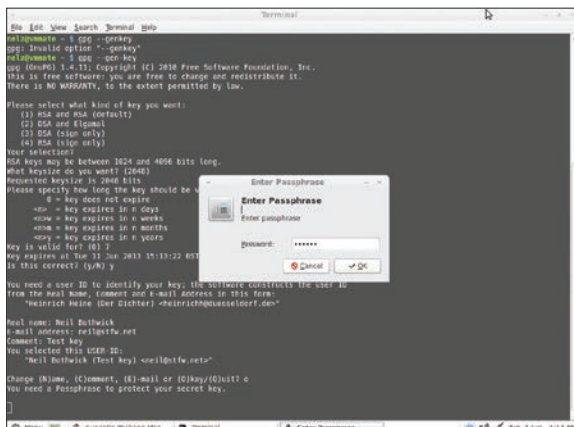 Terminal
File Edit View Search Terminal Help
nelz@vmmate ~ $ gpg --genkey
gpg: Invalid option "--genkey"
nelz@vmmate ~ $ gpg --gen-key
gpg (GnuPG) 1.4.11; Copyright (C) 2010 Free Software Foundation, Inc.
This is free software: you are free to change and redistribute it.
There is NO WARRANTY, to the extent permitted by law.
Please select what kind of key you want:
(1) RSA and RSA (default)
(2) DSA and Elgamal
(3) DSA (sign only)
(4) RSA (sign only)
Your selection?
RSA keys may be between 1024 and 4096 bits long.
What keysize do you want? (2048)
Requested keysize is 2048 bits
Please specify how long the key should be v
0 = key does not expire
<n> = key expires in n days
<n>w = key expires in n weeks
<n>m = key expires in n months
<n>y = key expires in n years
Key is valid for? (0) 7
Key expires at Tue 11 Jun 2013 15:13:22 BST
Is this correct? (y/N) y
You need a user ID to identify your key; the software constructs the user ID
from the Real Name, Comment and E-mail Address in this form:
"Heinrich Heine (Der Dichter) <heinrichh@duesseldorf.de>"
Real name: Neil Bothwick
E-mail address: neil@stfw.net
Comment: Test key
You selected this USER-ID:
"Neil Bothwick (Test key) <neil@stfw.net>"
Change (N)ame, (C)omment, (E)-mail or (O)kay/(Q)uit? o
You need a Passphrase to protect your secret key.
Enter Passphrase
Enter Passphrase
Enter passphrase
Password: ••••••
Cancel OK
Menu Terminal Enter Passphrase